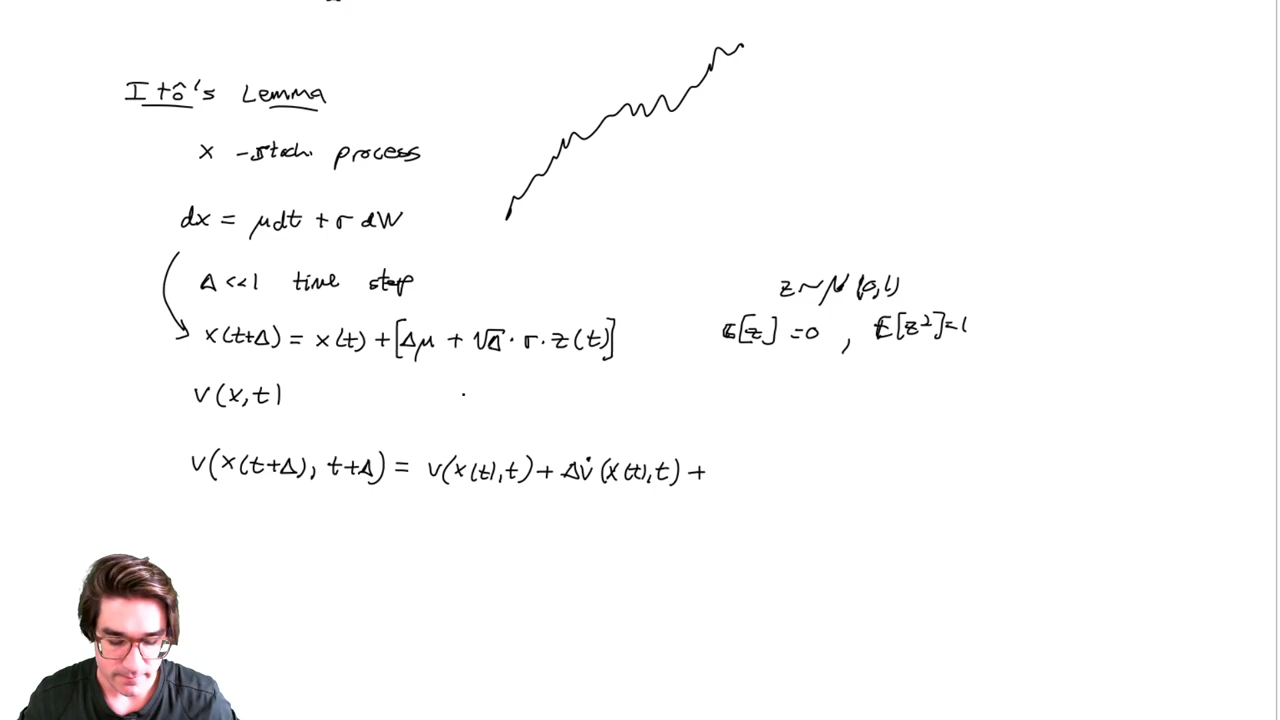 Itô's Lemma
x - stoch. process
dx = μdt + σ dW
Δ <<1 time step
z ~ N(0,1)
x(t+Δ) = x(t) + [Δμ + √Δ · σ · z(t)]
E[z] = 0 , E[z²]=1
v(x,t)
v(x(t+Δ), t+Δ) = v(x(t),t) + Δv̇(x(t),t) +